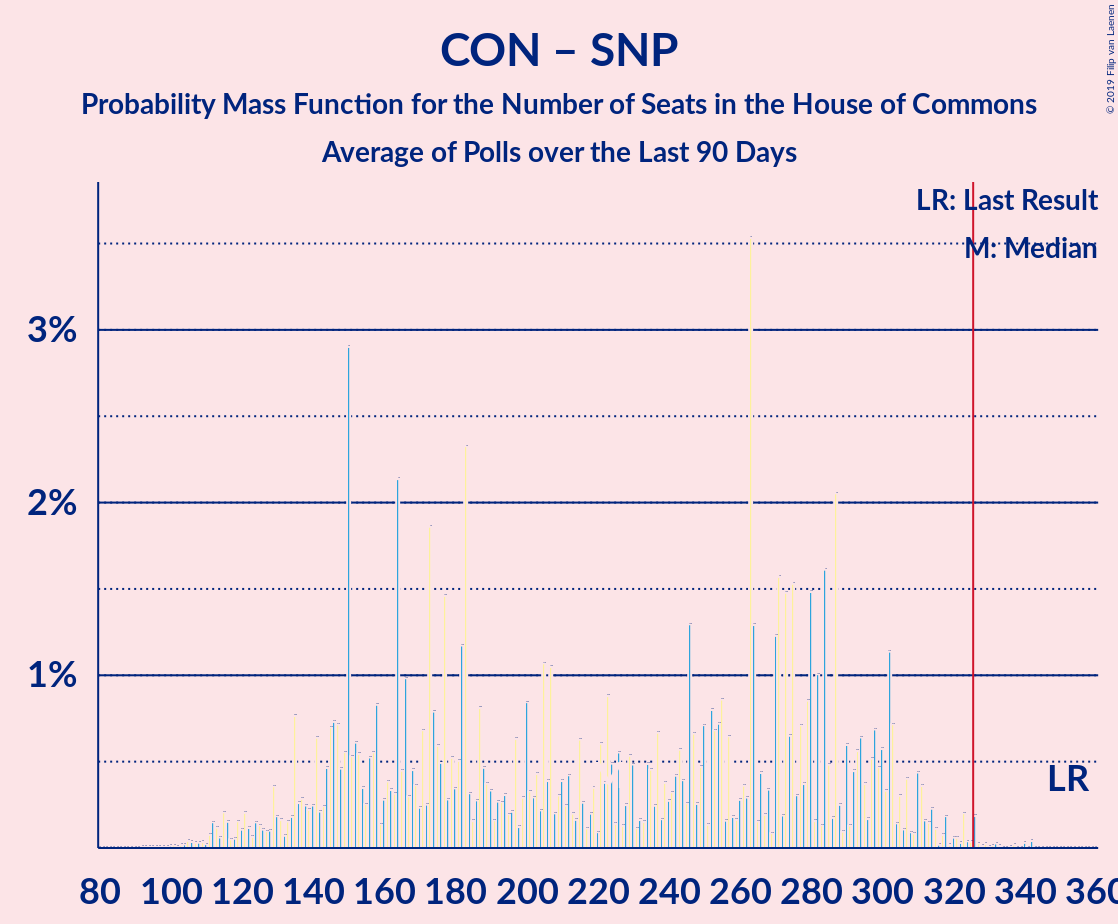 CON – SNP
Probability Mass Function for the Number of Seats in the House of Commons
Average of Polls over the Last 90 Days
© 2019 Filip van Laenen
LR: Last Result
M: Median
3%
2%
1%
LR
80 100 120 140 160 180 200 220 240 260 280 300 320 340 360